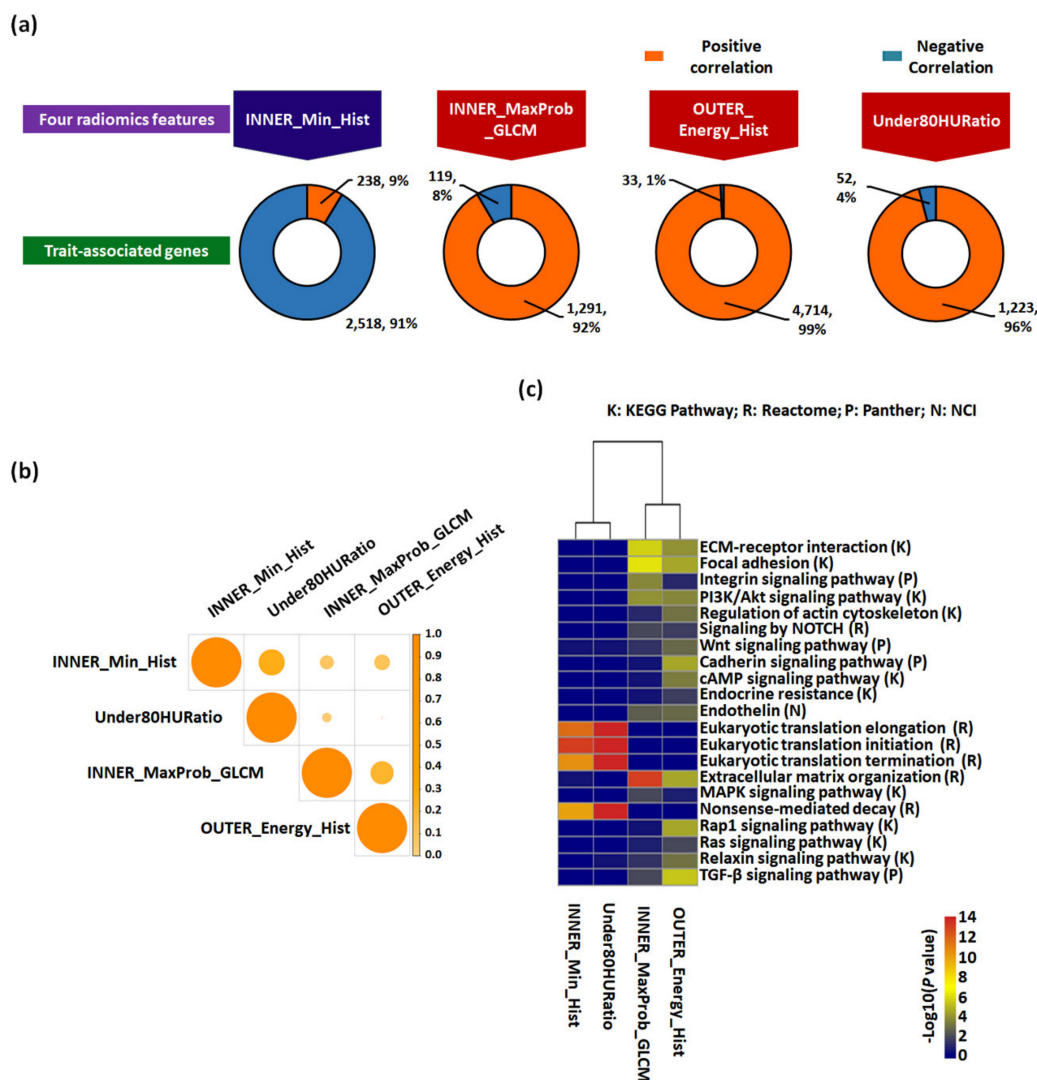 (a)
Positive
correlation
Negative
Correlation
Four radiomics features
INNER_Min_Hist
INNER_MaxProb
_GLCM
OUTER_
Energy_Hist
Under80HURatio
Trait-associated genes
238, 9%
2,518, 91%
119,
8%
1,291,
92%
33, 1%
4,714,
99%
52,
4%
1,223,
96%
(b)
INNER_Min_Hist
Under80HURatio
INNER_MaxProb_GLCM
OUTER_Energy_Hist
INNER_Min_Hist
Under80HURatio
INNER_MaxProb_GLCM
OUTER_Energy_Hist
1.0
0.9
0.8
0.7
0.6
0.5
0.4
0.3
0.2
0.1
0.0
(c)
K: KEGG Pathway; R: Reactome; P: Panther; N: NCI
ECM-receptor interaction (K)
Focal adhesion (K)
Integrin signaling pathway (P)
PI3K/Akt signaling pathway (K)
Regulation of actin cytoskeleton (K)
Signaling by NOTCH (R)
Wnt signaling pathway (P)
Cadherin signaling pathway (P)
cAMP signaling pathway (K)
Endocrine resistance (K)
Endothelin (N)
Eukaryotic translation elongation (R)
Eukaryotic translation initiation (R)
Eukaryotic translation termination (R)
Extracellular matrix organization (R)
MAPK signaling pathway (K)
Nonsense-mediated decay (R)
Rap1 signaling pathway (K)
Ras signaling pathway (K)
Relaxin signaling pathway (K)
TGF-β signaling pathway (P)
INNER_Min_Hist
Under80HURatio
INNER_MaxProb_GLCM
OUTER_Energy_Hist
-Log10(P value)
14
12
10
8
6
4
2
0